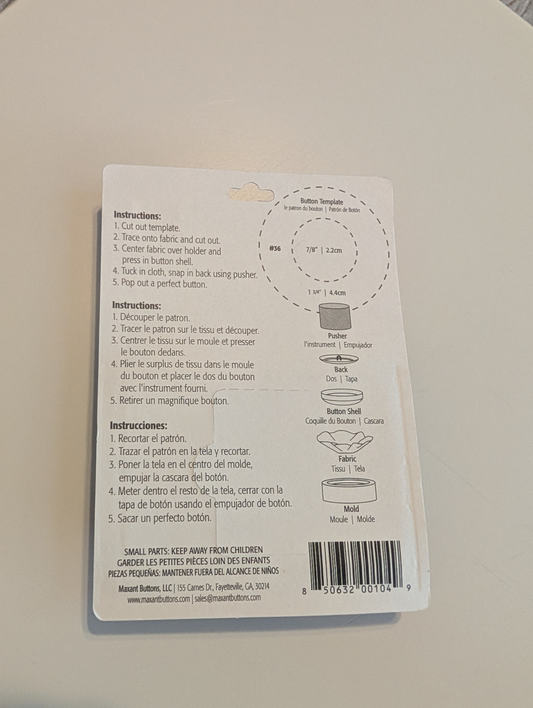 Instructions:
1. Cut out template.
2. Trace onto fabric and cut out.
3. Center fabric over holder and
press in button shell.
4. Tuck in cloth, snap in back using pusher.
5. Pop out a perfect button.
Instructions:
1. Découper le patron.
2. Tracer le patron sur le tissu et découper.
3. Centrer le tissu sur le moule et presser
le bouton dedans.
4. Plier le surplus de tissu dans le moule
du bouton et placer le dos du bouton
avec l'instrument fourni.
5. Retirer un magnifique bouton.
Instrucciones:
1. Recortar el patrón.
2. Trazar el patrón en la tela y recortar.
3. Poner la tela en el centro del molde,
empujar la cascara del botón.
4. Meter dentro el resto de la tela, cerrar con la
tapa de botón usando el empujador de botón.
5. Sacar un perfecto botón.
Button Template
le patron du bouton | Patrón de Botón
#36
7/8" | 2.2cm
1 3/4" | 4.4cm
Pusher
l'instrument | Empujador
Back
Dos | Tapa
Button Shell
Coquille du Bouton | Cascara
Fabric
Tissu | Tela
Mold
Moule | Molde
SMALL PARTS: KEEP AWAY FROM CHILDREN
GARDER LES PETITES PIÈCES LOIN DES ENFANTS
PIEZAS PEQUEÑAS: MANTENER FUERA DEL ALCANCE DE NIÑOS
Maxant Buttons, LLC | 155 Carnes Dr., Fayetteville, GA, 30214
www.maxantbuttons.com | sales@maxantbuttons.com
8 50632 00104 9